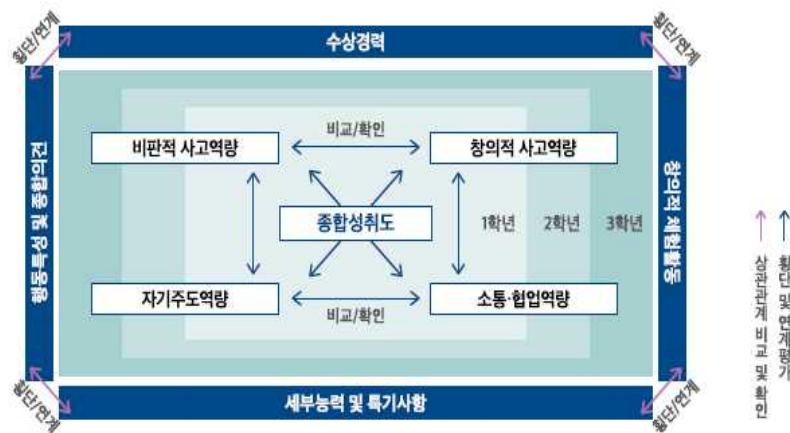 횡단/연계
수상경력
횡단/연계
행동특성 및 종합의견
비판적 사고역량
비교/확인
창의적 사고역량
종합성취도
1학년
2학년
3학년
자기주도역량
비교/확인
소통·협업역량
창의적 체험활동
횡단/연계
세부능력 및 특기사항
횡단/연계
상관관계 비교 및 확인
횡단 및 연계평가